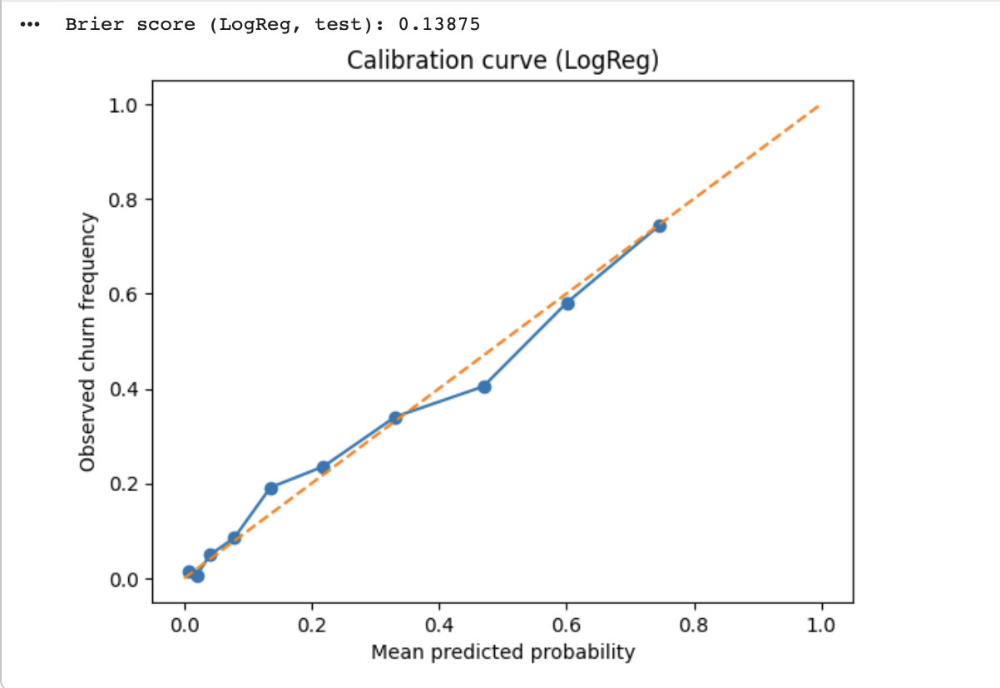 ••• Brier score (LogReg, test): 0.13875
Calibration curve (LogReg)
1.0
0.8
0.6
0.4
0.2
0.0
Observed churn frequency
0.0 0.2 0.4 0.6 0.8 1.0
Mean predicted probability